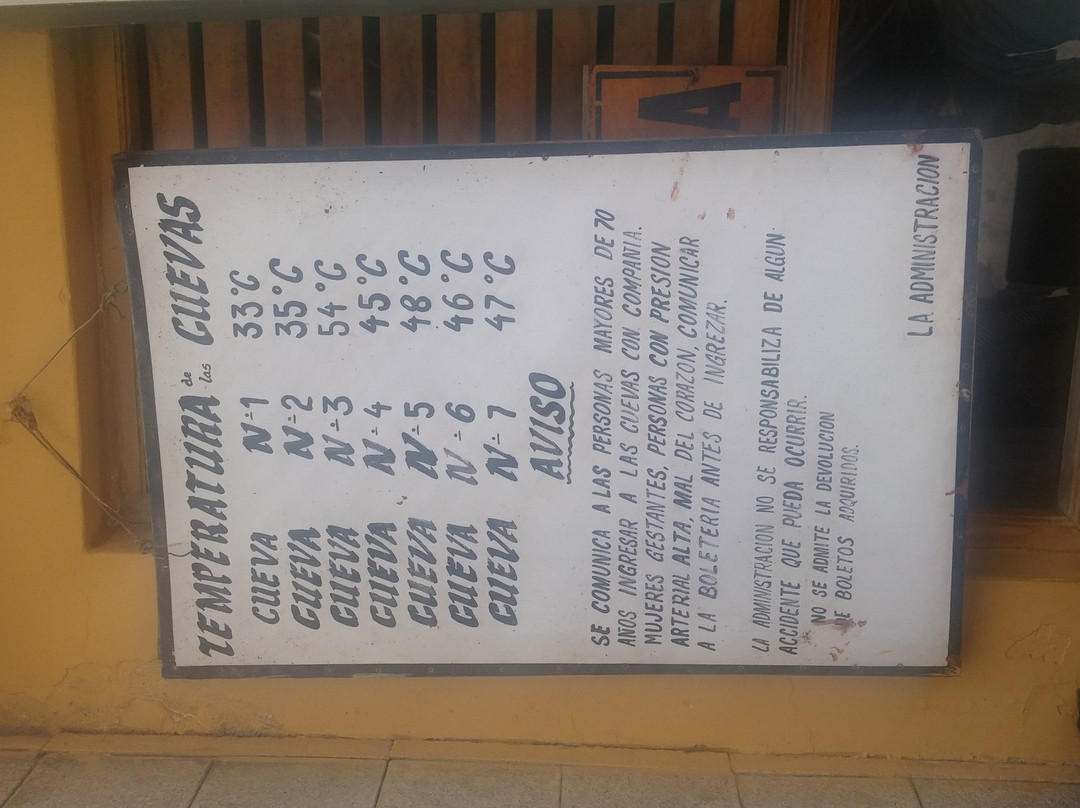 TEMPERATURA de las CUEVAS
CUEVA N-1 33°C
CUEVA N-2 35°C
CUEVA N-3 54°C
CUEVA N-4 45°C
CUEVA N-5 48°C
CUEVA N-6 46°C
CUEVA N-7 47°C
AVISO
SE COMUNICA A LAS PERSONAS MAYORES DE 70
AÑOS INGRESAR A LAS CUEVAS CON COMPAÑIA.
MUJERES GESTANTES, PERSONAS CON PRESION
ARTERIAL ALTA, MAL DEL CORAZON, COMUNICAR
A LA BOLETERIA ANTES DE INGREZAR.
LA ADMINISTRACION NO SE RESPONSABILIZA DE ALGUN
ACCIDENTE QUE PUEDA OCURRIR.
NO SE ADMITE LA DEVOLUCION
DE BOLETOS ADQUIRIDOS.
LA ADMINISTRACION
A